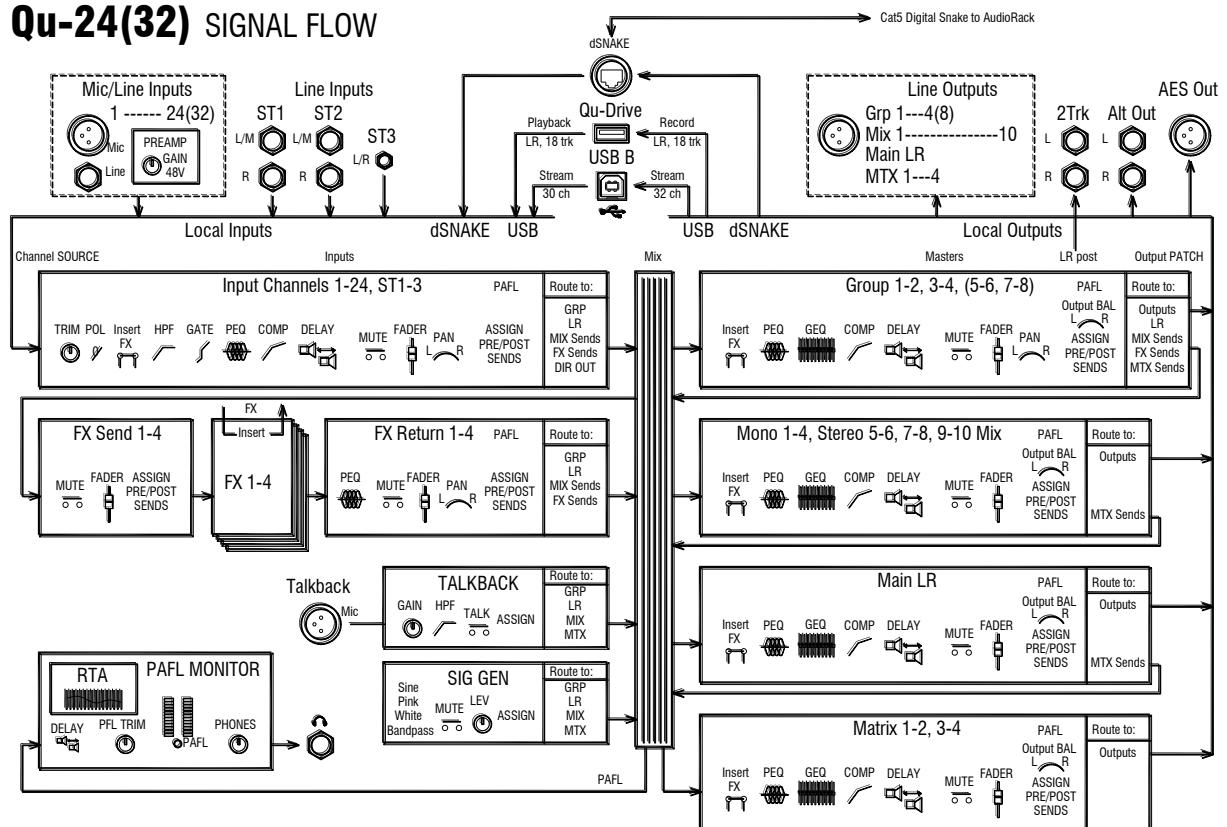 Qu-24(32) SIGNAL FLOW
Cat5 Digital Snake to AudioRack
dSNAKE
Mic/Line Inputs
1 ------ 24(32)
Mic
Line
PREAMP
GAIN
48V
Line Inputs
ST1
ST2
ST3
L/M
L/M
L/R
R
R
Qu-Drive
Playback
LR, 18 trk
Record
LR, 18 trk
USB B
Stream
30 ch
Stream
32 ch
Line Outputs
Grp 1---4(8)
Mix 1---------------10
Main LR
MTX 1---4
2Trk
L
R
Alt Out
L
R
AES Out
Local Inputs
dSNAKE
USB
USB
dSNAKE
Local Outputs
Channel SOURCE
Inputs
Mix
Masters
LR post
Output PATCH
Input Channels 1-24, ST1-3
PAFL
Route to:
TRIM
POL
Insert
FX
HPF
GATE
PEQ
COMP
DELAY
MUTE
FADER
PAN
L
R
ASSIGN
PRE/POST
SENDS
GRP
LR
MIX Sends
FX Sends
DIR OUT
Group 1-2, 3-4, (5-6, 7-8)
PAFL
Route to:
Insert
FX
PEQ
GEQ
COMP
DELAY
MUTE
FADER
PAN
L
R
Output BAL
L
R
ASSIGN
PRE/POST
SENDS
Outputs
LR
MIX Sends
FX Sends
MTX Sends
FX Send 1-4
MUTE
FADER
ASSIGN
PRE/POST
SENDS
FX
Insert
FX 1-4
FX Return 1-4
PAFL
Route to:
PEQ
MUTE
FADER
PAN
L
R
ASSIGN
PRE/POST
SENDS
GRP
LR
MIX Sends
FX Sends
Mono 1-4, Stereo 5-6, 7-8, 9-10 Mix
PAFL
Route to:
Insert
FX
PEQ
GEQ
COMP
DELAY
MUTE
FADER
Output BAL
L
R
ASSIGN
PRE/POST
SENDS
Outputs
MTX Sends
Talkback
Mic
TALKBACK
Route to:
GAIN
HPF
TALK
ASSIGN
GRP
LR
MIX
MTX
Main LR
PAFL
Route to:
Insert
FX
PEQ
GEQ
COMP
DELAY
MUTE
FADER
Output BAL
L
R
ASSIGN
PRE/POST
SENDS
Outputs
MTX Sends
RTA
PAFL MONITOR
DELAY
PFL TRIM
PAFL
PHONES
SIG GEN
Route to:
Sine
Pink
White
Bandpass
MUTE
LEV
ASSIGN
GRP
LR
MIX
MTX
PAFL
Matrix 1-2, 3-4
PAFL
Route to:
Insert
FX
PEQ
GEQ
COMP
DELAY
MUTE
FADER
Output BAL
L
R
ASSIGN
PRE/POST
SENDS
Outputs